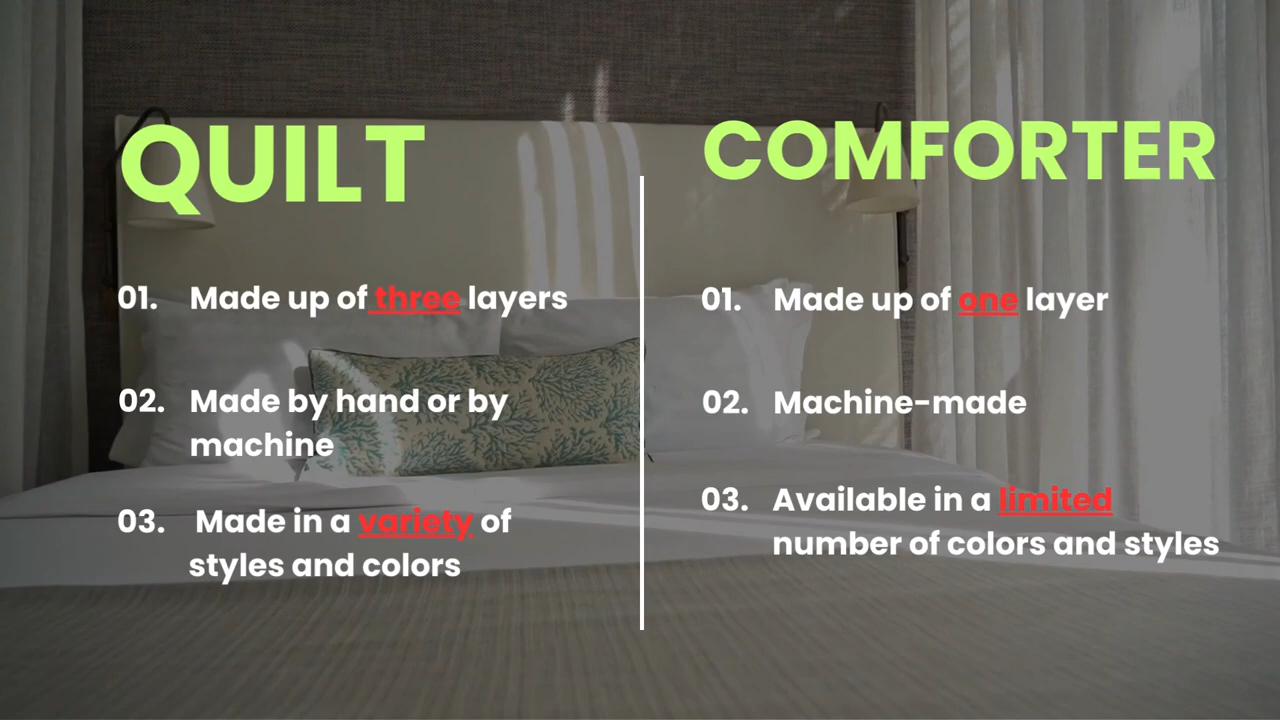 QUILT
01. Made up of three layers
02. Made by hand or by
machine
03. Made in a variety of
styles and colors
COMFORTER
01. Made up of one layer
02. Machine-made
03. Available in a limited
number of colors and styles